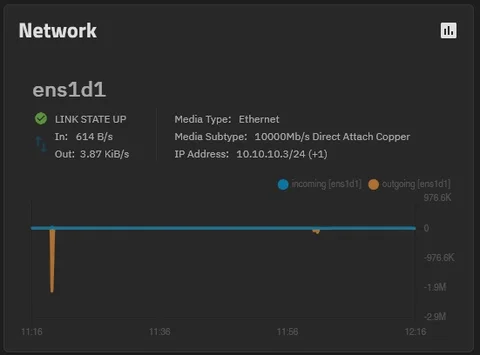 Network
ens1d1
LINK STATE UP
In: 614 B/s
Out: 3.87 KiB/s
Media Type: Ethernet
Media Subtype: 10000Mb/s Direct Attach Copper
IP Address: 10.10.10.3/24 (+1)
incoming [ens1d1] outgoing [ens1d1]
976.6K
0
-976.6K
-1.9M
-2.9M
11:16 11:36 11:56 12:16